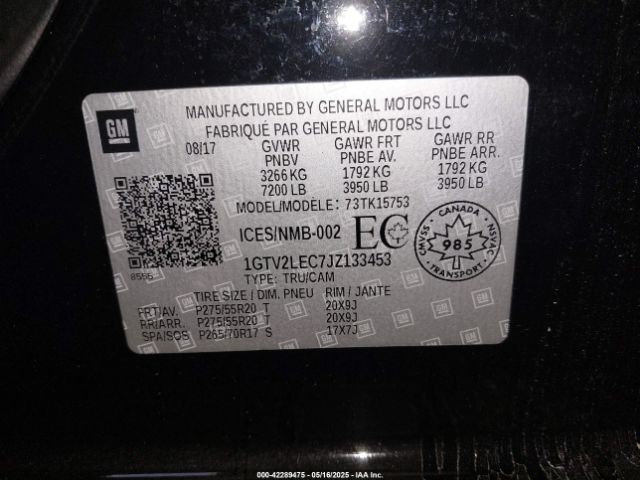 GM
MANUFACTURED BY GENERAL MOTORS LLC
FABRIQUÉ PAR GENERAL MOTORS LLC
08/17 GVWR GAWR FRT GAWR RR
PNBV PNBE AV. PNBE ARR.
3266 KG 1792 KG 1792 KG
7200 LB 3950 LB 3950 LB
MODEL/MODÈLE: 73TK15753
ICES/NMB-002 EC
CANADA
985
CMVSS NSVAC
8556
1GTV2LEC7JZ133453
TYPE: TRU/CAM
TIRE SIZE / DIM. PNEU RIM / JANTE
FRT/AV. P275/55R20 T 20X9J
RR/ARR. P275/55R20 T 20X9J
SPA/SOS P265/70R17 S 17X7J
000-42289475 - 05/16/2025 - IAA Inc.